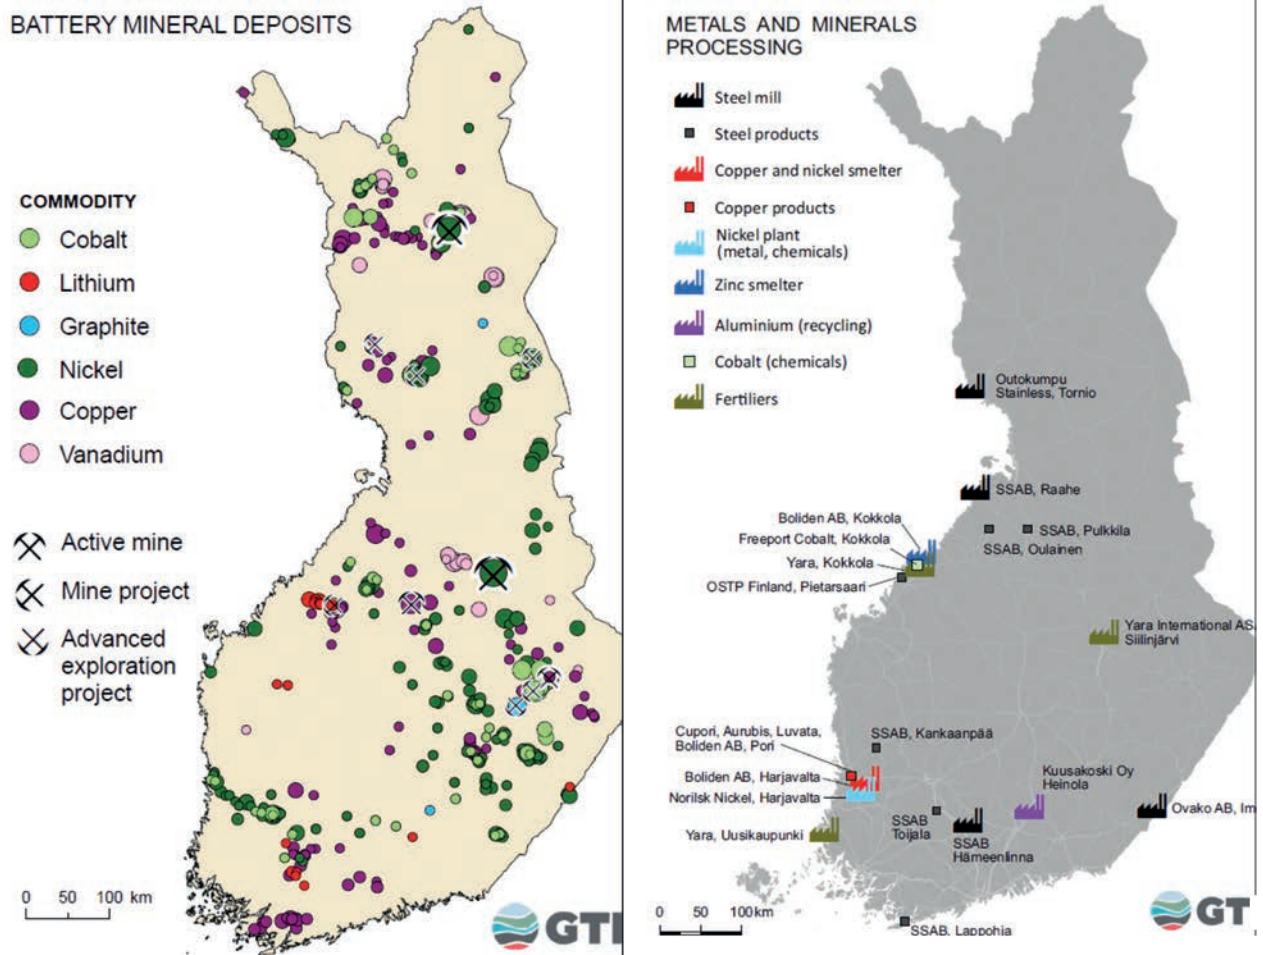 BATTERY MINERAL DEPOSITS
COMMODITY
Cobalt
Lithium
Graphite
Nickel
Copper
Vanadium
Active mine
Mine project
Advanced
exploration
project
0 50 100 km
GT
METALS AND MINERALS
PROCESSING
Steel mill
Steel products
Copper and nickel smelter
Copper products
Nickel plant
(metal, chemicals)
Zinc smelter
Aluminium (recycling)
Cobalt (chemicals)
Fertiliers
Outokumpu
Stainless, Tornio
SSAB, Raahe
SSAB, Pulkkila
SSAB, Oulainen
Boliden AB, Kokkola
Freeport Cobalt, Kokkola
Yara, Kokkola
OSTP Finland, Pietarsaari
Yara International AS,
Siilinjärvi
Cupori, Aurubis, Luvata,
Boliden AB, Pori
SSAB, Kankaanpää
Boliden AB, Harjavalta
Norilsk Nickel, Harjavalta
Kuusakoski Oy
Heinola
Ovako AB, Im
Yara, Uusikaupunki
SSAB
Toijala
SSAB
Hämeenlinna
SSAB, Lappohja
0 50 100 km
GT